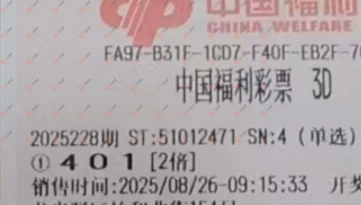 中国福利
CHINA WELFARE
FA97-B31F-1CD7-F40F-EB2F-7
中国福利彩票 3D
2025228期 ST:51012471 SN:4 (单选)
① 4 0 1 [2倍]
销售时间:2025/08/26-09:15:33 开奖